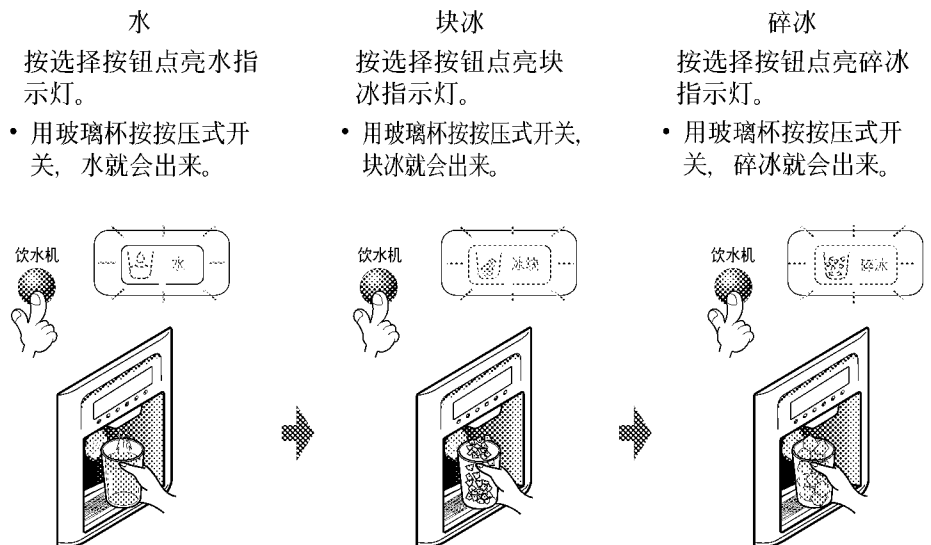 水
按选择按钮点亮水指
示灯。
• 用玻璃杯按按压式开
关，水就会出来。
饮水机
水
块冰
按选择按钮点亮块
冰指示灯。
• 用玻璃杯按按压式开关，
块冰就会出来。
饮水机
冰块
碎冰
按选择按钮点亮碎冰
指示灯。
• 用玻璃杯按按压式开
关，碎冰就会出来。
饮水机
碎冰